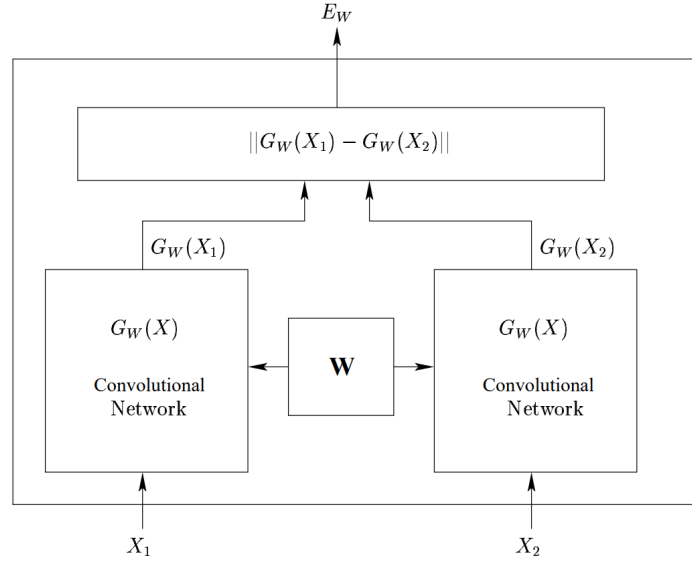 E_W
||G_W(X_1) − G_W(X_2)||
G_W(X_1)
G_W(X_2)
G_W(X)
Convolutional
Network
W
G_W(X)
Convolutional
Network
X_1
X_2